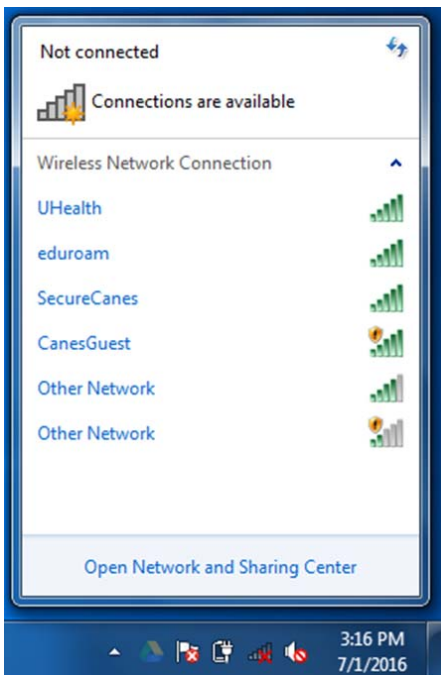 Not connected
Connections are available
Wireless Network Connection
UHealth
eduroam
SecureCanes
CanesGuest
Other Network
Other Network
Open Network and Sharing Center
3:16 PM
7/1/2016